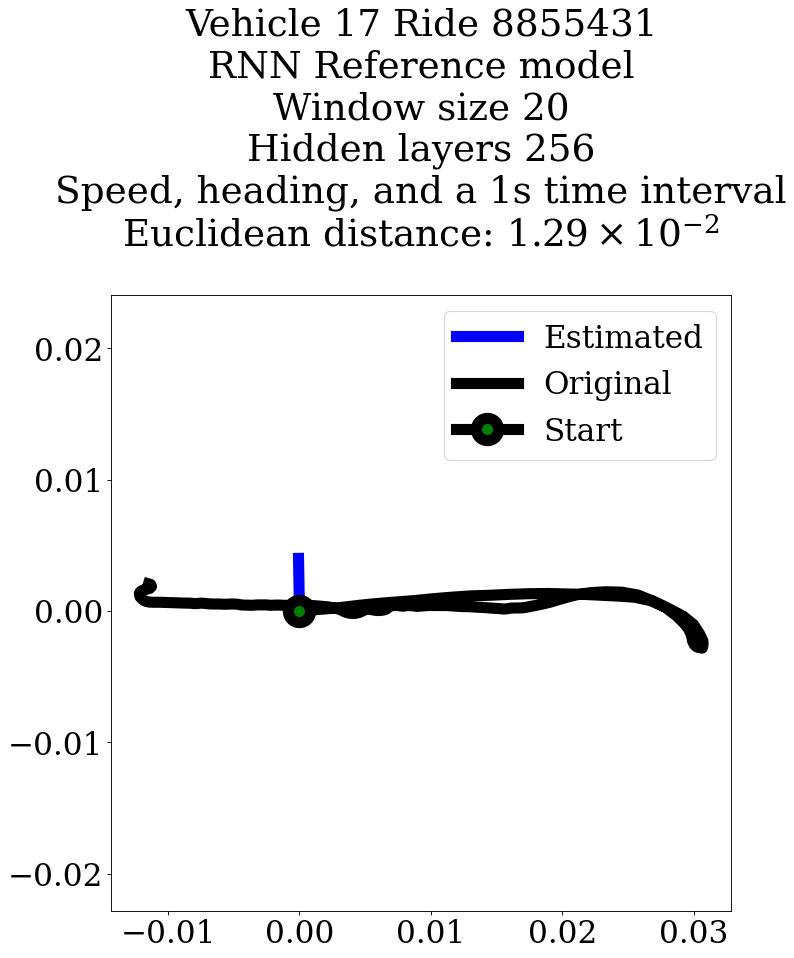 Vehicle 17 Ride 8855431
RNN Reference model
Window size 20
Hidden layers 256
Speed, heading, and a 1s time interval
Euclidean distance: 1.29 × 10⁻²
Estimated
Original
Start
0.02
0.01
0.00
−0.01
−0.02
−0.01 0.00 0.01 0.02 0.03